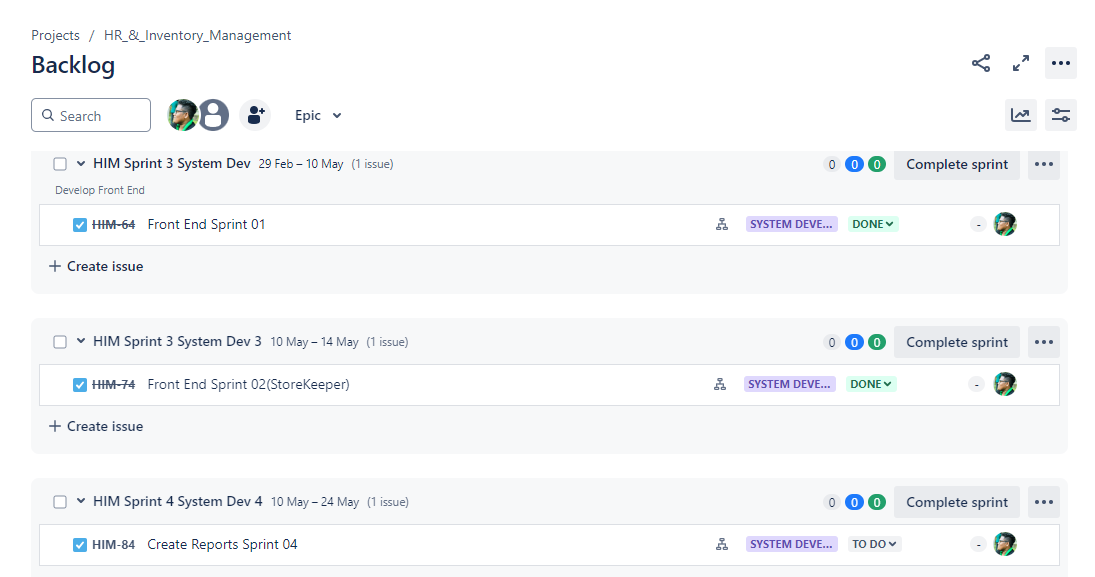 Projects / HR_&_Inventory_Management
Backlog
Search
Epic
HIM Sprint 3 System Dev 29 Feb – 10 May (1 issue) 0 0 0 Complete sprint
Develop Front End
HIM-64 Front End Sprint 01 SYSTEM DEVE... DONE -
+ Create issue
HIM Sprint 3 System Dev 3 10 May – 14 May (1 issue) 0 0 0 Complete sprint
HIM-74 Front End Sprint 02(StoreKeeper) SYSTEM DEVE... DONE -
+ Create issue
HIM Sprint 4 System Dev 4 10 May – 24 May (1 issue) 0 0 0 Complete sprint
HIM-84 Create Reports Sprint 04 SYSTEM DEVE... TO DO -